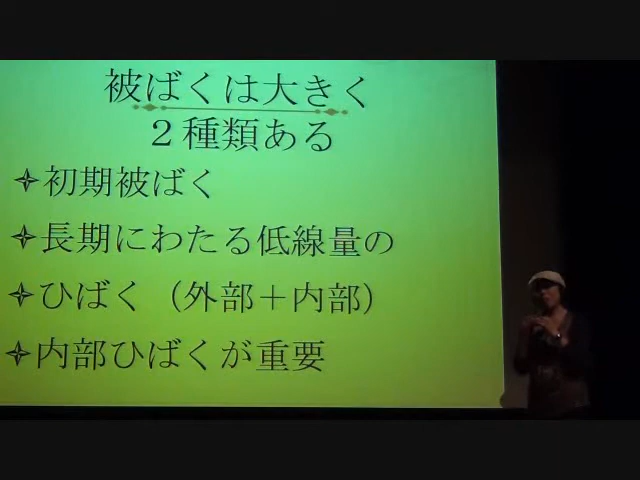 被ばくは大きく
２種類ある
初期被ばく
長期にわたる低線量の
ひばく（外部＋内部）
内部ひばくが重要